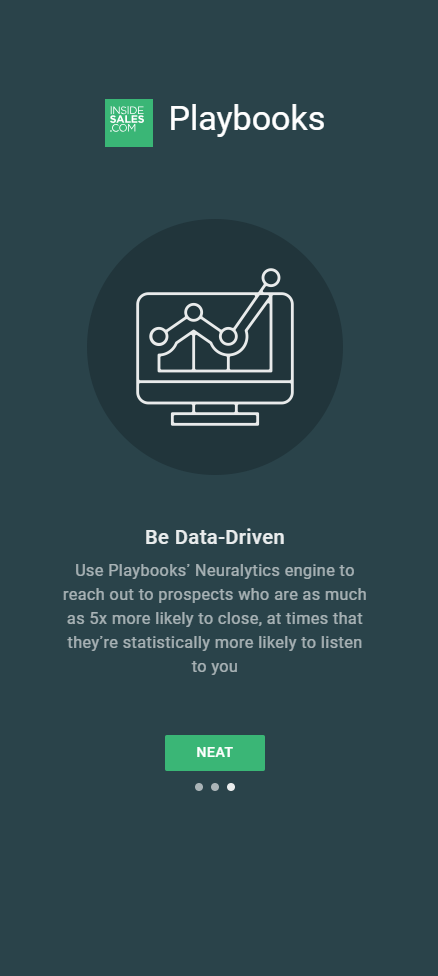 INSIDE
SALES
.COM
Playbooks
Be Data-Driven
Use Playbooks’ Neuralytics engine to
reach out to prospects who are as much
as 5x more likely to close, at times that
they’re statistically more likely to listen
to you
NEAT